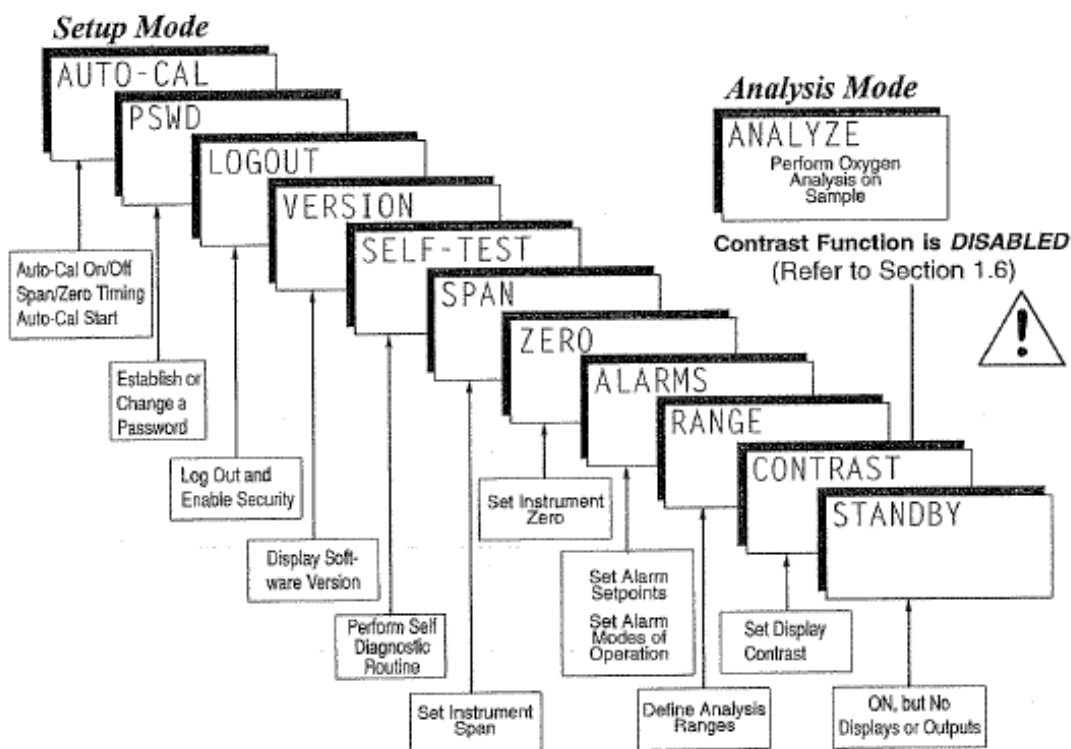 Setup Mode
AUTO-CAL
PSWD
LOGOUT
VERSION
SELF-TEST
SPAN
ZERO
ALARMS
RANGE
CONTRAST
STANDBY
Analysis Mode
ANALYZE
Perform Oxygen
Analysis on
Sample
Contrast Function is DISABLED
(Refer to Section 1.6)
!
Auto-Cal On/Off
Span/Zero Timing
Auto-Cal Start
Establish or
Change a
Password
Log Out and
Enable Security
Display Soft-
ware Version
Perform Self
Diagnostic
Routine
Set Instrument
Span
Set Instrument
Zero
Set Alarm
Setpoints
Set Alarm
Modes of
Operation
Define Analysis
Ranges
Set Display
Contrast
ON, but No
Displays or Outputs